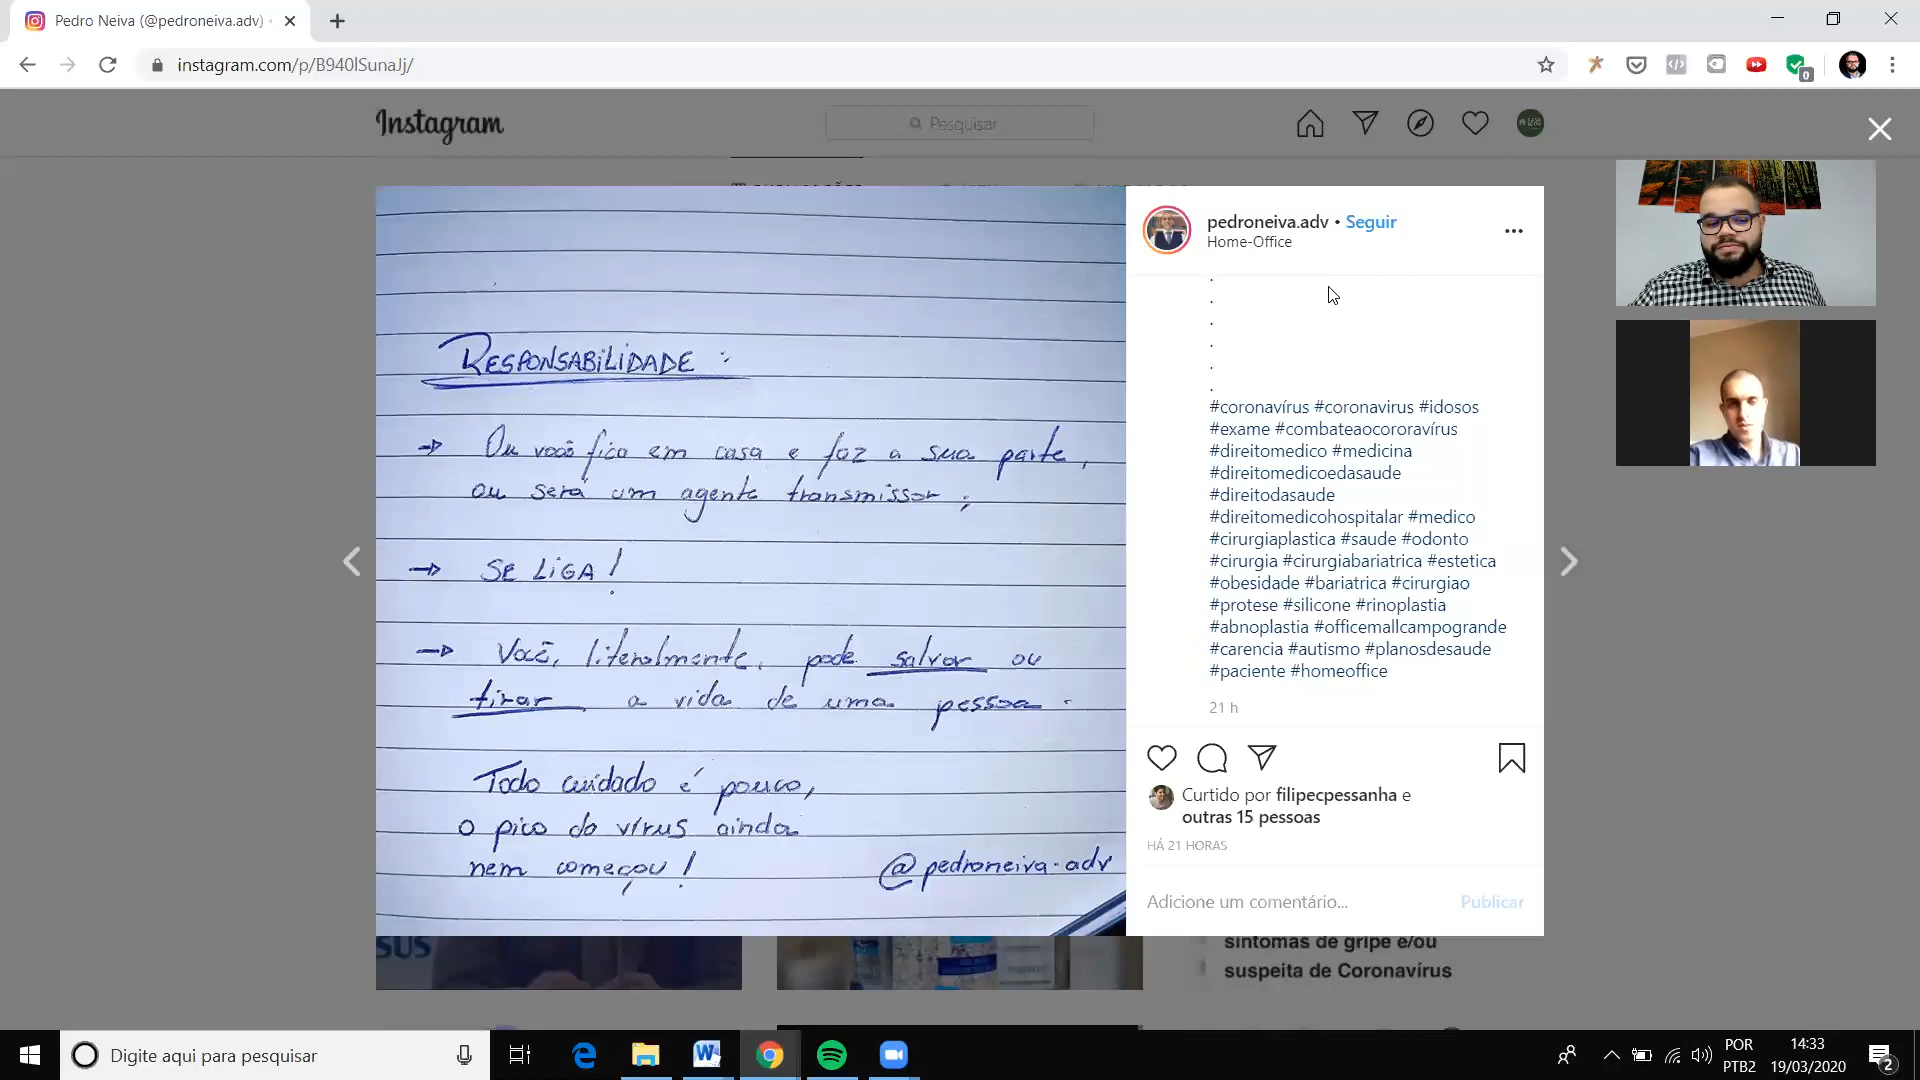 Pedro Neiva (@pedroneiva.adv)
instagram.com/p/B940lSunaJj/
0
Instagram
Pesquisar
RESPONSABILIDADE :
→ Ou você fica em casa e faz a sua parte,
ou será um agente transmissor;
→ SE LIGA!
→ Você, literalmente, pode salvar ou
tirar a vida de uma pessoa.
Todo cuidado é pouco,
o pico do vírus ainda
nem começou!
@pedroneiva.adv
pedroneiva.adv • Seguir
Home-Office
.
.
.
.
.
.
#coronavírus #coronavirus #idosos
#exame #combateaocororavírus
#direitomedico #medicina
#direitomedicoedasaude
#direitodasaude
#direitomedicohospitalar #medico
#cirurgiaplastica #saude #odonto
#cirurgia #cirurgiabariatrica #estetica
#obesidade #bariatrica #cirurgiao
#protese #silicone #rinoplastia
#abnoplastia #officemallcampogrande
#carencia #autismo #planosdesaude
#paciente #homeoffice
21 h
Curtido por filipecpessanha e
outras 15 pessoas
HÁ 21 HORAS
Adicione um comentário...
Publicar
SUS
sintomas de gripe e/ou
suspeita de Coronavírus
Digite aqui para pesquisar
POR
PTB2
14:33
19/03/2020
2